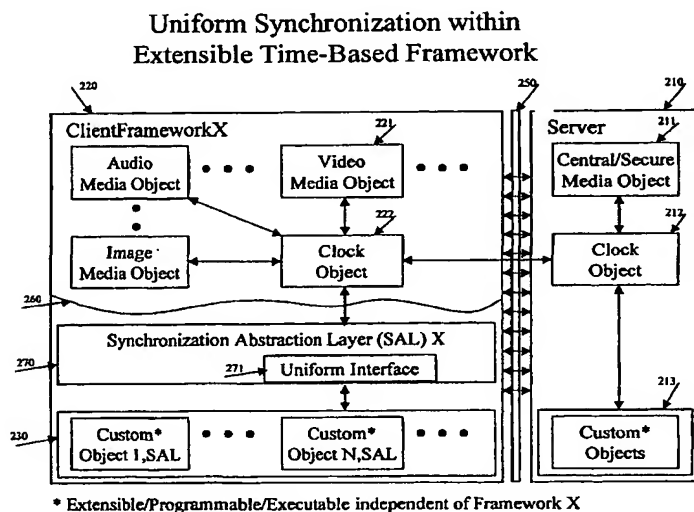 Uniform Synchronization within
Extensible Time-Based Framework
220
250
210
ClientFrameworkX
221
Server
211
Audio
Media Object
• • •
Video
Media Object
• • •
Central/Secure
Media Object
222
212
Image
Media Object
Clock
Object
Clock
Object
260
Synchronization Abstraction Layer (SAL) X
270
271
Uniform Interface
213
230
Custom*
Object 1,SAL
• • •
Custom*
Object N,SAL
• • •
Custom*
Objects
* Extensible/Programmable/Executable independent of Framework X